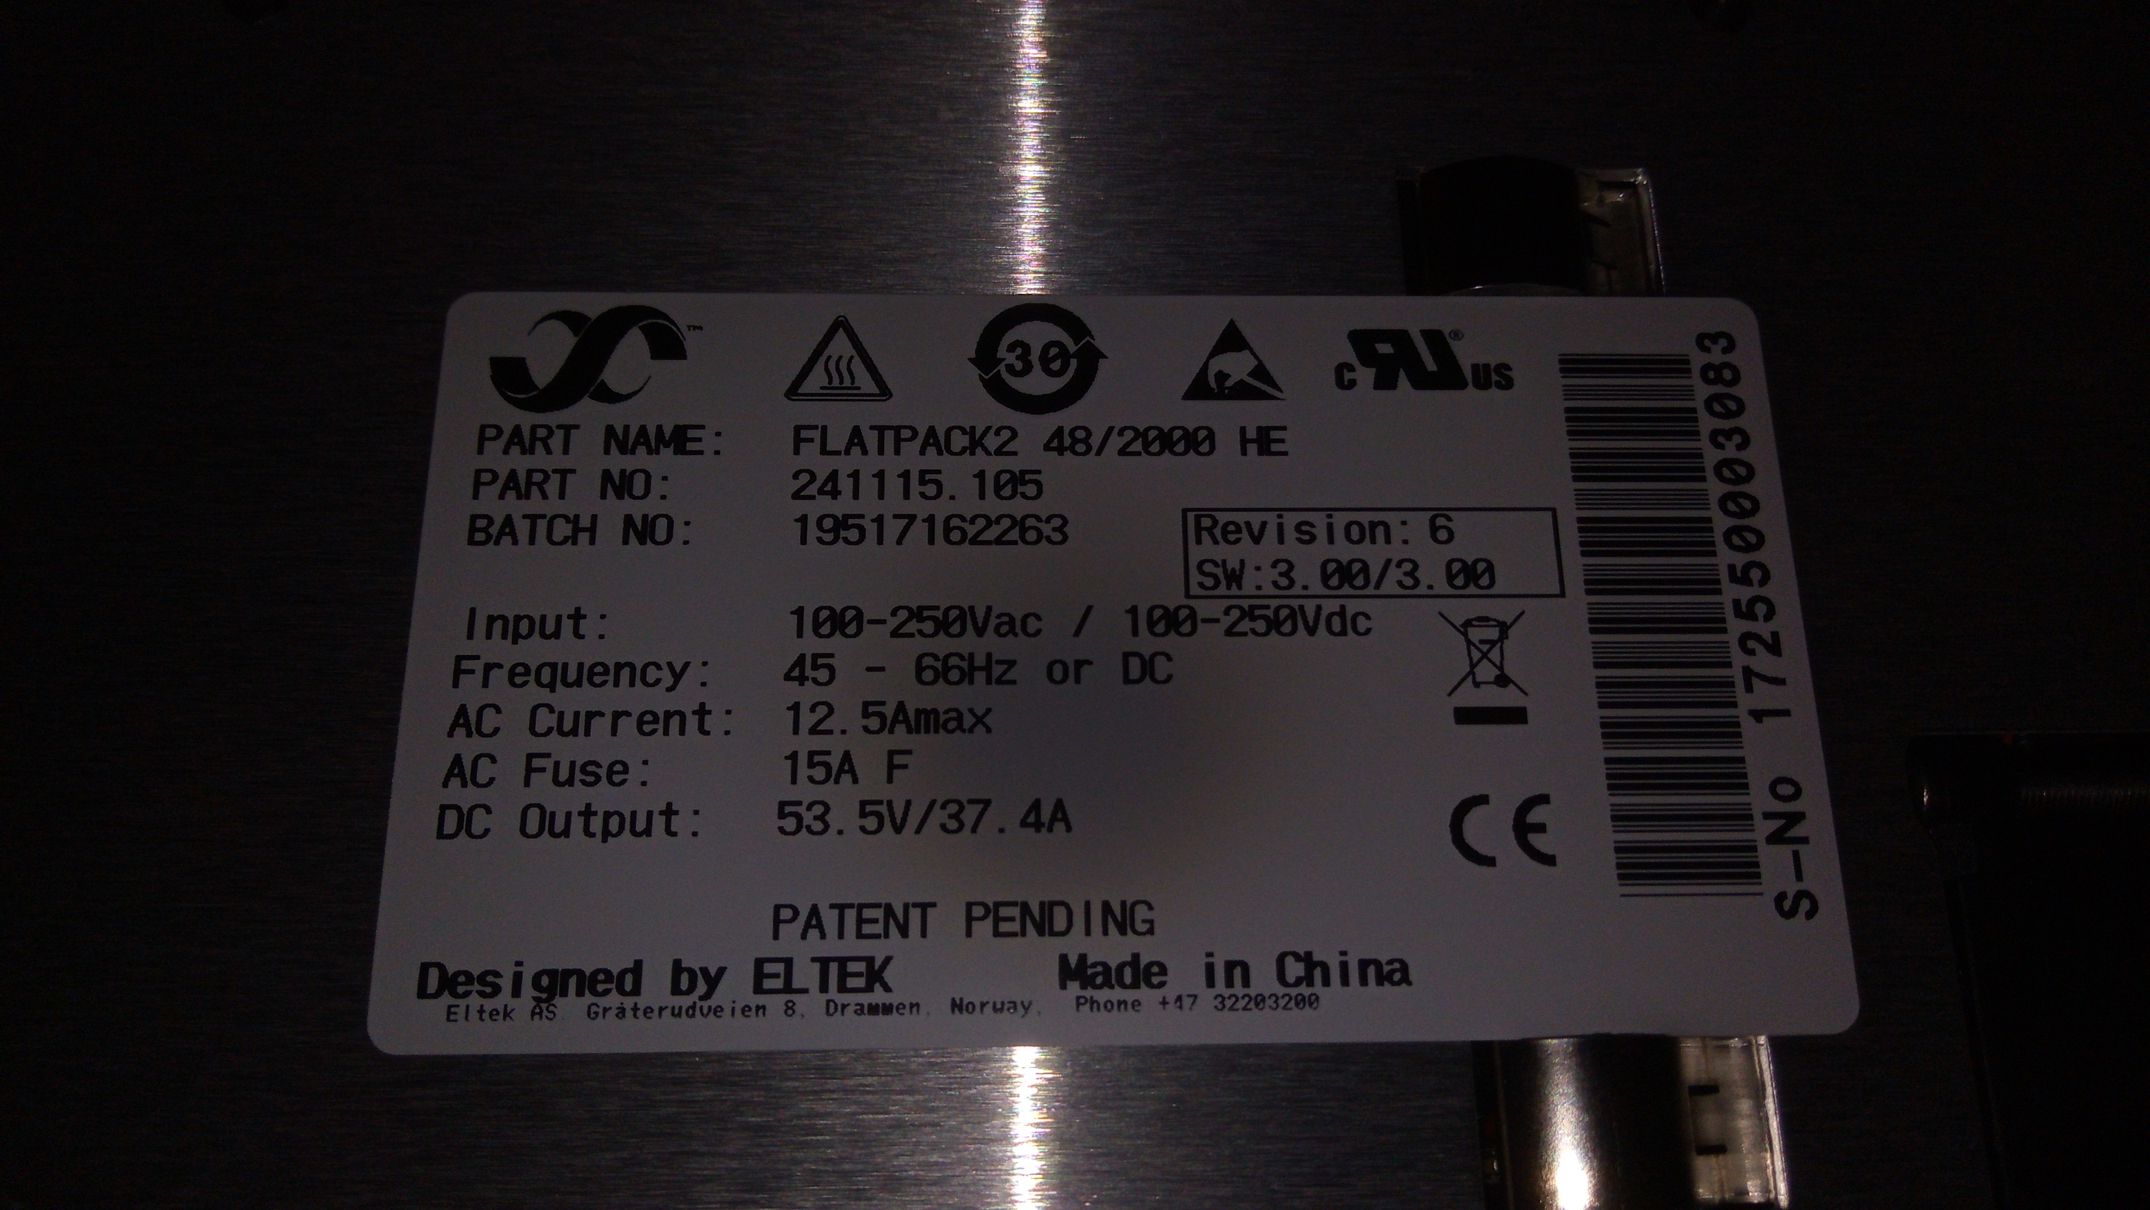 ™
30
c RU® US
PART NAME: FLATPACK2 48/2000 HE
PART NO: 241115.105
BATCH NO: 19517162263
Revision: 6
SW:3.00/3.00
Input: 100-250Vac / 100-250Vdc
Frequency: 45 - 66Hz or DC
AC Current: 12.5Amax
AC Fuse: 15A F
DC Output: 53.5V/37.4A
CE
PATENT PENDING
Designed by ELTEK Made in China
Eltek AS. Gråterudveien 8, Drammen, Norway, Phone +47 32203200
S-No 172550003083